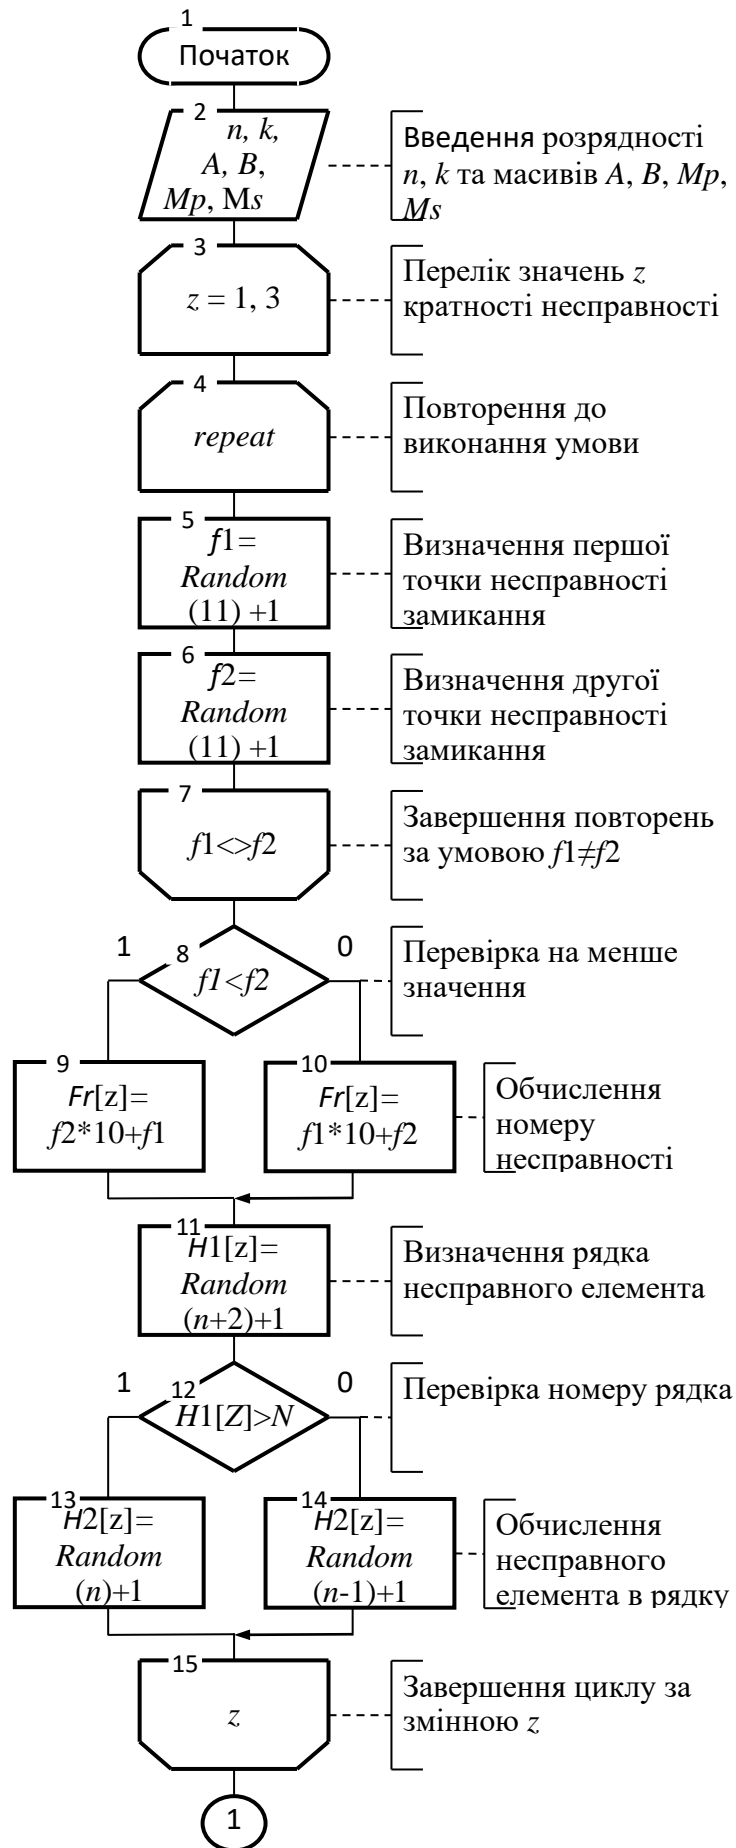 1
Початок
2
n, k,
A, B,
Mp, Ms
Введення розрядності
n, k та масивів A, B, Mp,
Ms
3
z = 1, 3
Перелік значень z
кратності несправності
4
repeat
Повторення до
виконання умови
5
f1=
Random
(11) +1
Визначення першої
точки несправності
замикання
6
f2=
Random
(11) +1
Визначення другої
точки несправності
замикання
7
f1<>f2
Завершення повторень
за умовою f1≠f2
1
8
0
f1<f2
Перевірка на менше
значення
9
Fr[z]=
f2*10+f1
10
Fr[z]=
f1*10+f2
Обчислення
номеру
несправності
11
H1[z]=
Random
(n+2)+1
Визначення рядка
несправного елемента
1
12
0
H1[Z]>N
Перевірка номеру рядка
13
H2[z]=
Random
(n)+1
14
H2[z]=
Random
(n-1)+1
Обчислення
несправного
елемента в рядку
15
z
Завершення циклу за
змінною z
1